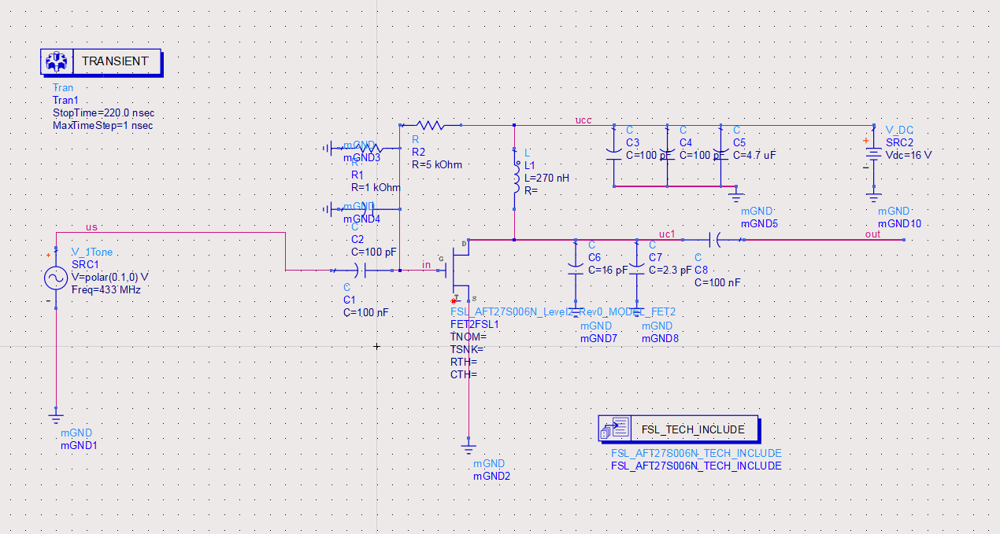 TRANSIENT
Tran
Tran1
StopTime=220.0 nsec
MaxTimeStep=1 nsec
ucc
R
R2
R=5 kOhm
mGND
mGND3
R
R1
R=1 kOhm
mGND
mGND4
C
C2
C=100 pF
L
L1
L=270 nH
R=
C
C3
C=100 pF
C
C4
C=100 pF
C
C5
C=4.7 uF
V_DC
SRC2
Vdc=16 V
mGND
mGND5
mGND
mGND10
us
V_1Tone
SRC1
V=polar(0.1,0) V
Freq=433 MHz
in
G
D
T
S
C
C1
C=100 nF
uc1
out
C
C6
C=16 pF
C
C7
C=2.3 pF
C
C8
C=100 nF
FSL_AFT27S006N_Level2_Rev0_MODEL_FET2
FET2FSL1
TNOM=
TSNK=
RTH=
CTH=
mGND
mGND7
mGND
mGND8
mGND
mGND1
mGND
mGND2
FSL_TECH_INCLUDE
FSL_AFT27S006N_TECH_INCLUDE
FSL_AFT27S006N_TECH_INCLUDE